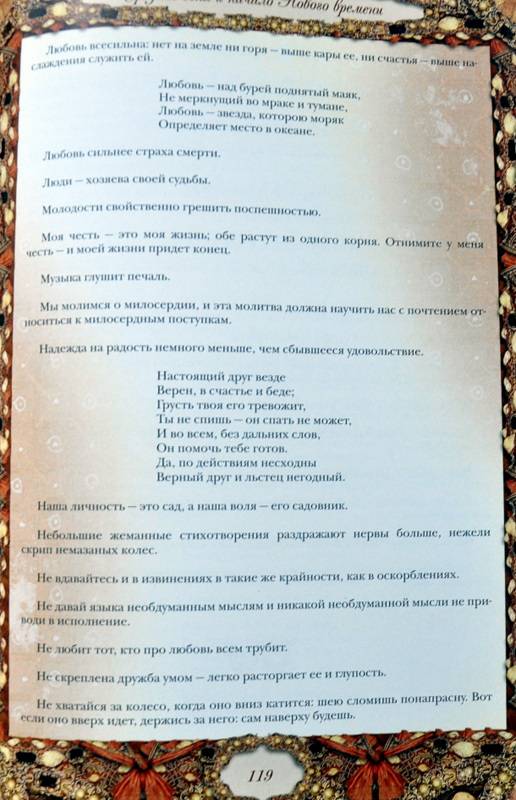 и начало Нового времени
Любовь всесильна: нет на земле ни горя – выше кары ее, ни счастья – выше на-
слаждения служить ей.
Любовь – над бурей поднятый маяк,
Не меркнущий во мраке и тумане,
Любовь – звезда, которою моряк
Определяет место в океане.
Любовь сильнее страха смерти.
Люди – хозяева своей судьбы.
Молодости свойственно грешить поспешностью.
Моя честь – это моя жизнь; обе растут из одного корня. Отнимите у меня
честь – и моей жизни придет конец.
Музыка глушит печаль.
Мы молимся о милосердии, и эта молитва должна научить нас с почтением от-
носиться к милосердным поступкам.
Надежда на радость немного меньше, чем сбывшееся удовольствие.
Настоящий друг везде
Верен, в счастье и беде;
Грусть твоя его тревожит,
Ты не спишь – он спать не может,
И во всем, без дальних слов,
Он помочь тебе готов.
Да, по действиям несходны
Верный друг и льстец негодный.
Наша личность – это сад, а наша воля – его садовник.
Небольшие жеманные стихотворения раздражают нервы больше, нежели
скрип немазаных колес.
Не вдавайтесь и в извинениях в такие же крайности, как в оскорблениях.
Не давай языка необдуманным мыслям и никакой необдуманной мысли не при-
води в исполнение.
Не любит тот, кто про любовь всем трубит.
Не скреплена дружба умом – легко расторгает ее и глупость.
Не хватайся за колесо, когда оно вниз катится: шею сломишь понапрасну. Вот
если оно вверх идет, держись за него: сам наверху будешь.
119